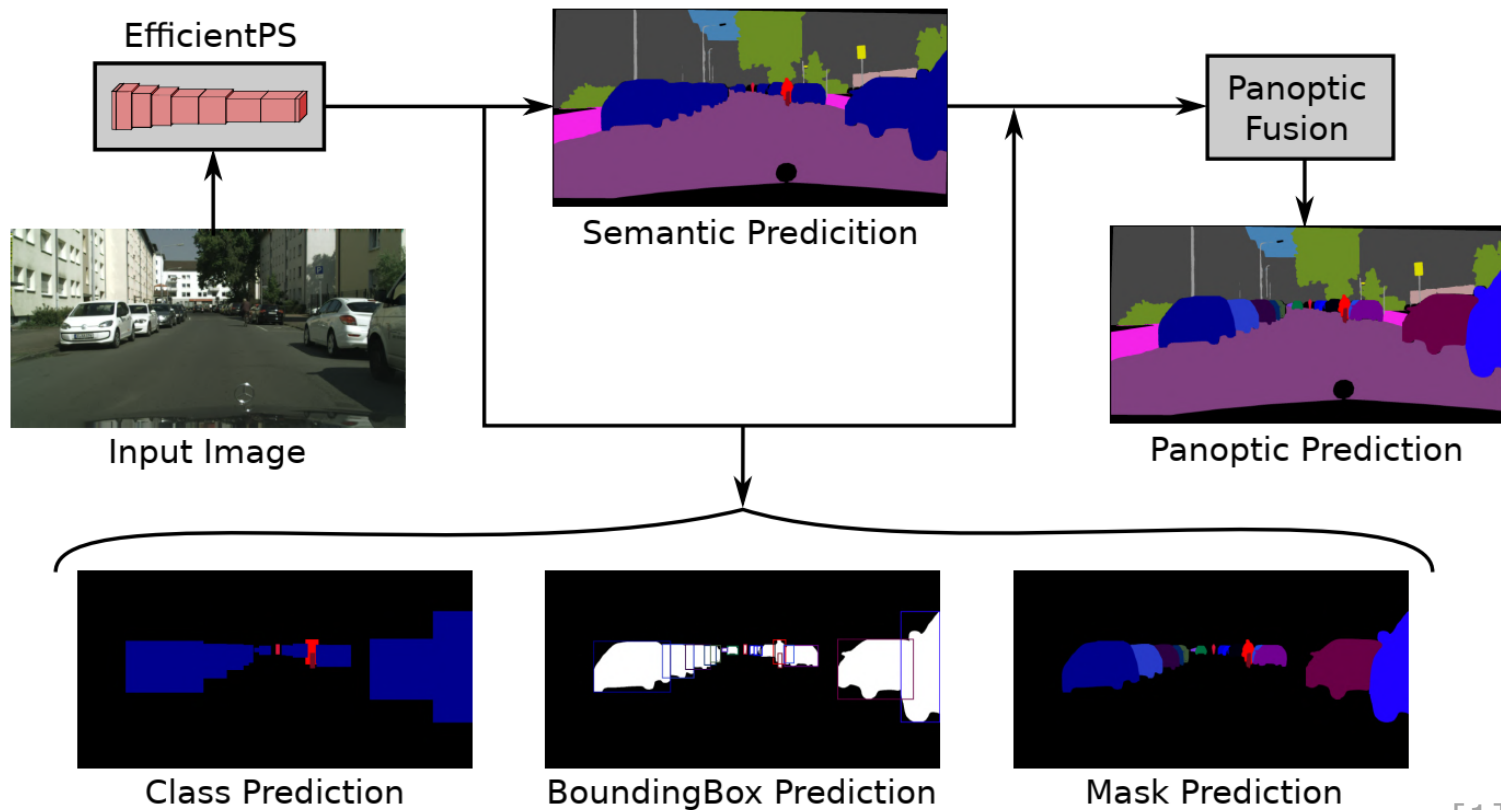 EfficientPS
Panoptic
Fusion
Semantic Predicition
Input Image
Panoptic Prediction
Class Prediction
BoundingBox Prediction
Mask Prediction